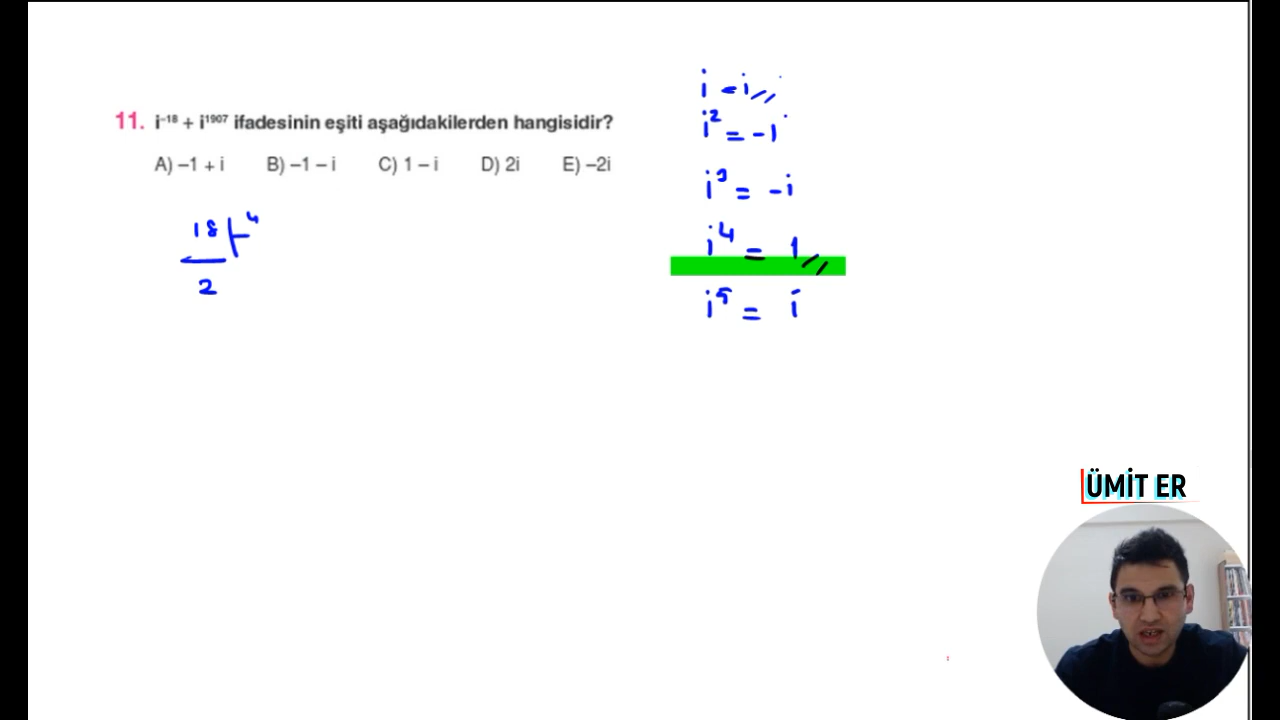 11. i⁻¹⁸ + i¹⁹⁰⁷ ifadesinin eşiti aşağıdakilerden hangisidir?
A) −1 + i B) −1 − i C) 1 − i D) 2i E) −2i
18 4
2
i = i
i² = -1
i³ = -i
i⁴ = 1
i⁵ = i
ÜMİT ER